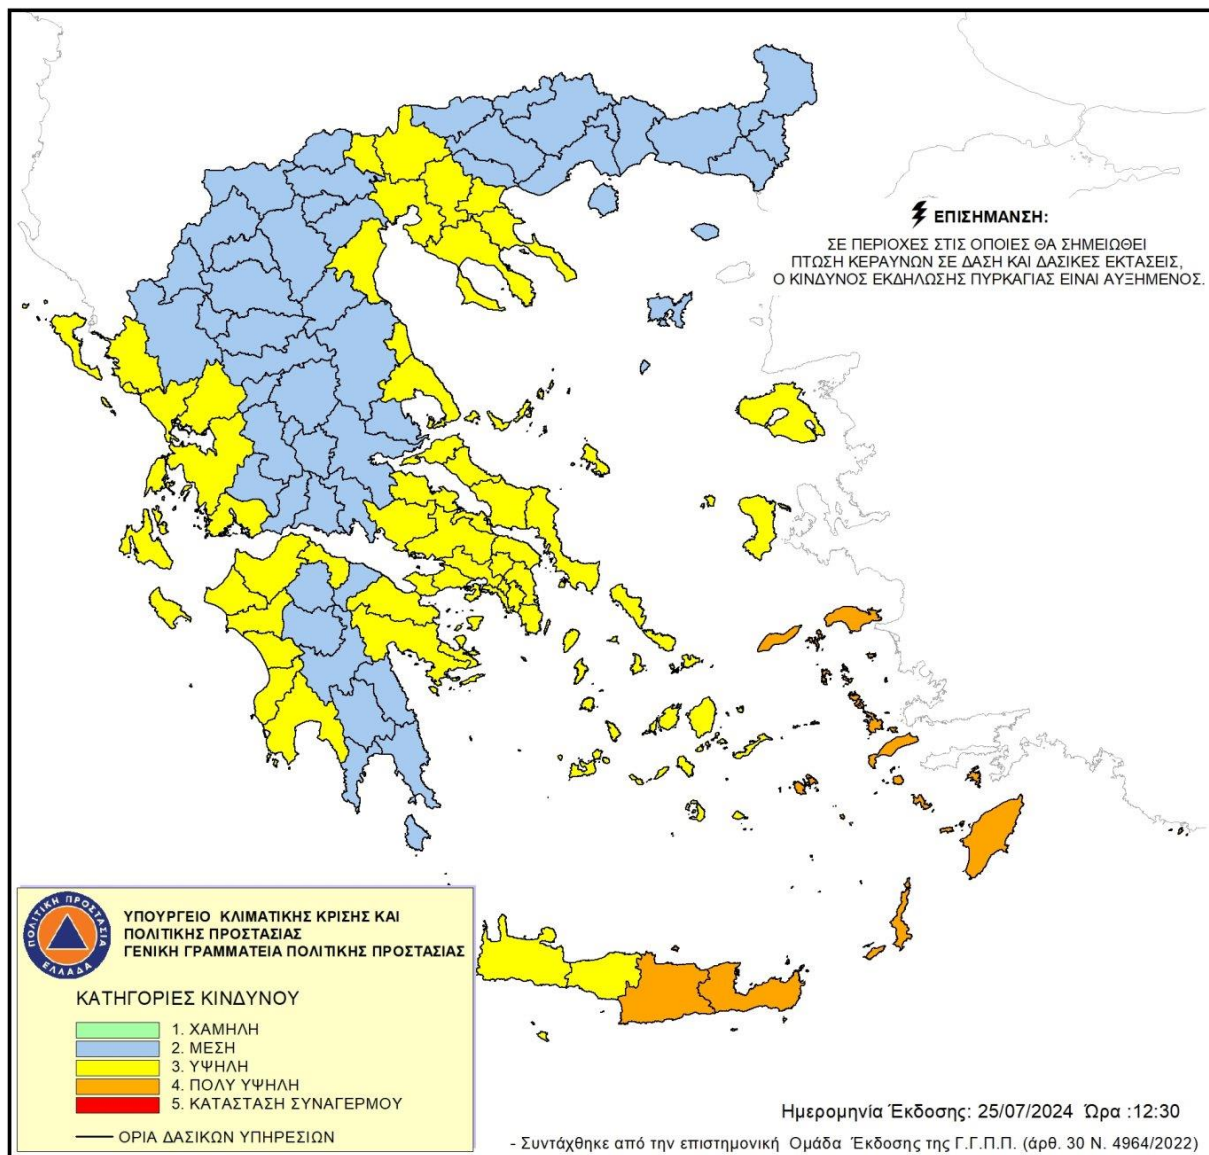 ΕΠΙΣΗΜΑΝΣΗ:
ΣΕ ΠΕΡΙΟΧΕΣ ΣΤΙΣ ΟΠΟΙΕΣ ΘΑ ΣΗΜΕΙΩΘΕΙ
ΠΤΩΣΗ ΚΕΡΑΥΝΩΝ ΣΕ ΔΑΣΗ ΚΑΙ ΔΑΣΙΚΕΣ ΕΚΤΑΣΕΙΣ,
Ο ΚΙΝΔΥΝΟΣ ΕΚΔΗΛΩΣΗΣ ΠΥΡΚΑΓΙΑΣ ΕΙΝΑΙ ΑΥΞΗΜΕΝΟΣ.
ΠΟΛΙΤΙΚΗ ΠΡΟΣΤΑΣΙΑ
ΕΛΛΑΔΑ
ΥΠΟΥΡΓΕΙΟ ΚΛΙΜΑΤΙΚΗΣ ΚΡΙΣΗΣ ΚΑΙ
ΠΟΛΙΤΙΚΗΣ ΠΡΟΣΤΑΣΙΑΣ
ΓΕΝΙΚΗ ΓΡΑΜΜΑΤΕΙΑ ΠΟΛΙΤΙΚΗΣ ΠΡΟΣΤΑΣΙΑΣ
ΚΑΤΗΓΟΡΙΕΣ ΚΙΝΔΥΝΟΥ
1. ΧΑΜΗΛΗ
2. ΜΕΣΗ
3. ΥΨΗΛΗ
4. ΠΟΛΥ ΥΨΗΛΗ
5. ΚΑΤΑΣΤΑΣΗ ΣΥΝΑΓΕΡΜΟΥ
ΟΡΙΑ ΔΑΣΙΚΩΝ ΥΠΗΡΕΣΙΩΝ
Ημερομηνία Έκδοσης: 25/07/2024 Ώρα :12:30
- Συντάχθηκε από την επιστημονική Ομάδα Έκδοσης της Γ.Γ.Π.Π. (άρθ. 30 Ν. 4964/2022)